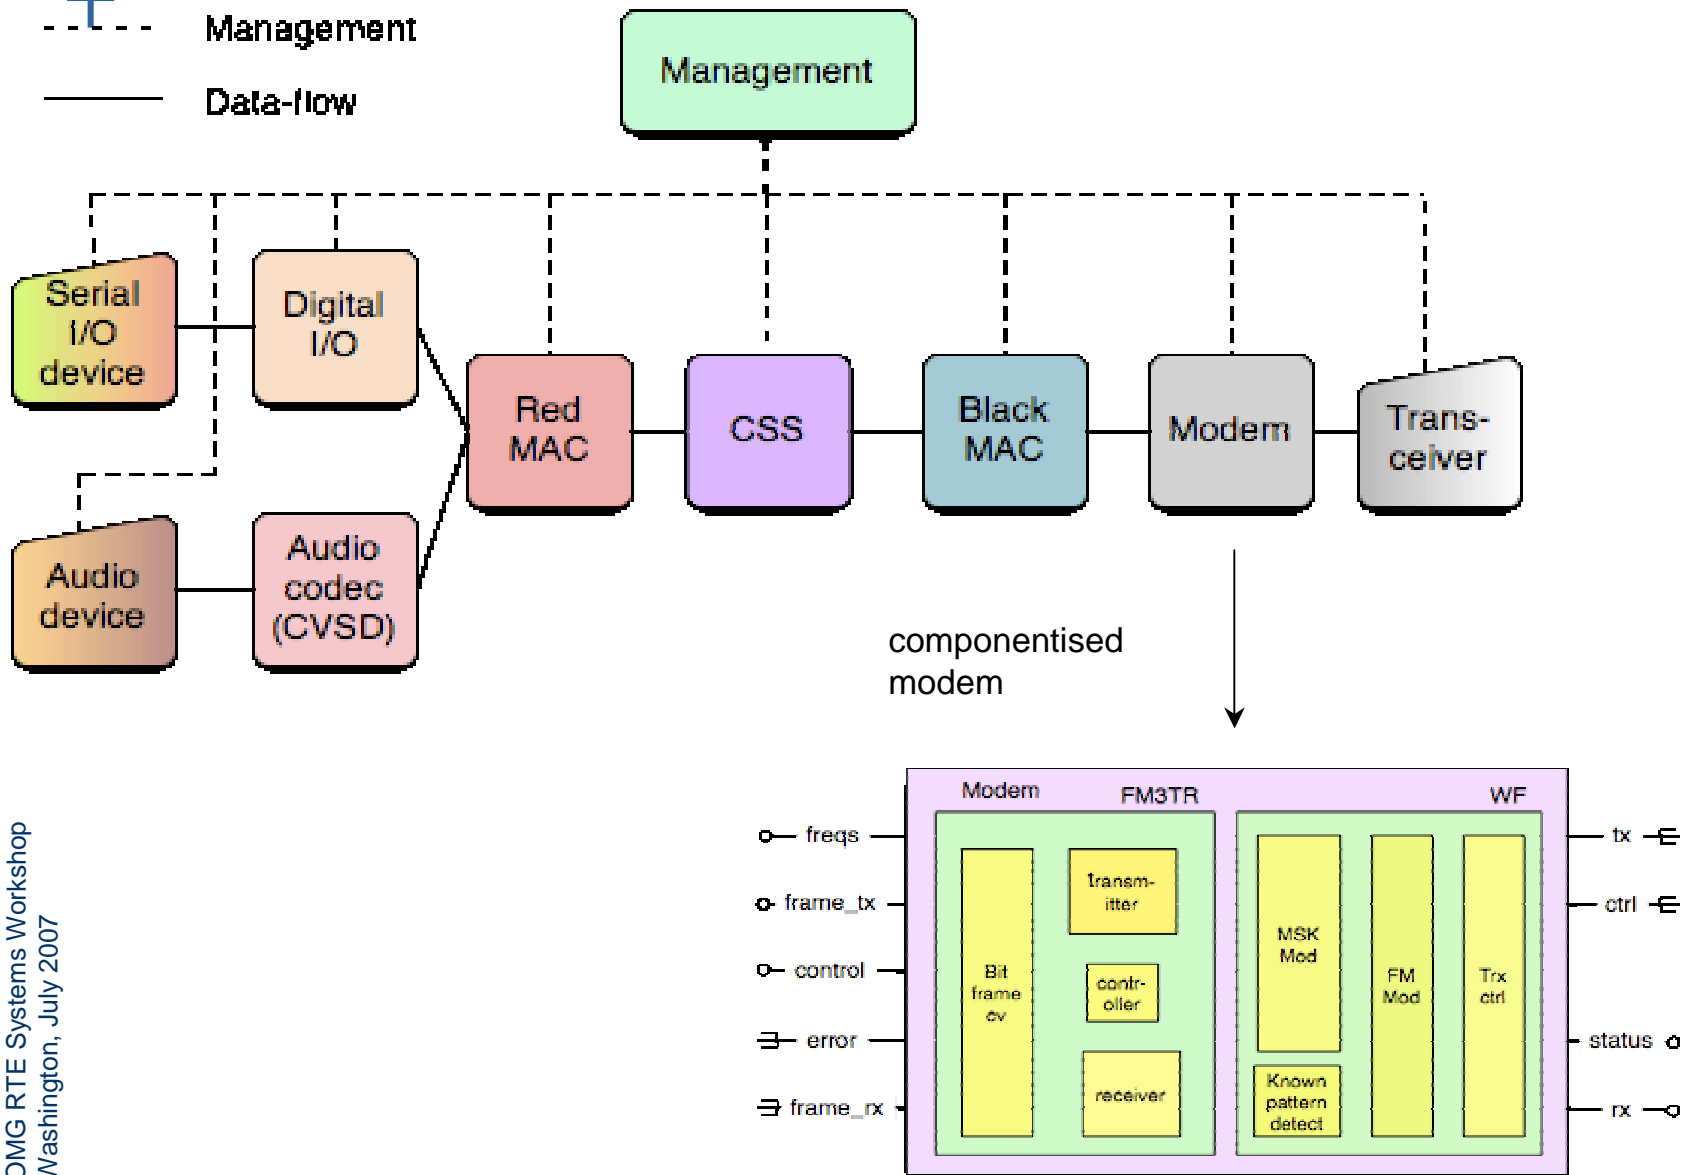 Management
Data-flow
Management
Serial
I/O
device
Digital
I/O
Red
MAC
CSS
Black
MAC
Modem
Trans-
ceiver
Audio
device
Audio
codec
(CVSD)
componentised
modem
Modem
FM3TR
WF
freqs
frame_tx
control
error
frame_rx
Bit
frame
cv
transm-
itter
contr-
oller
receiver
MSK
Mod
Known
pattern
detect
FM
Mod
Trx
ctrl
tx
ctrl
status
rx
OMG RTE Systems Workshop
Washington, July 2007